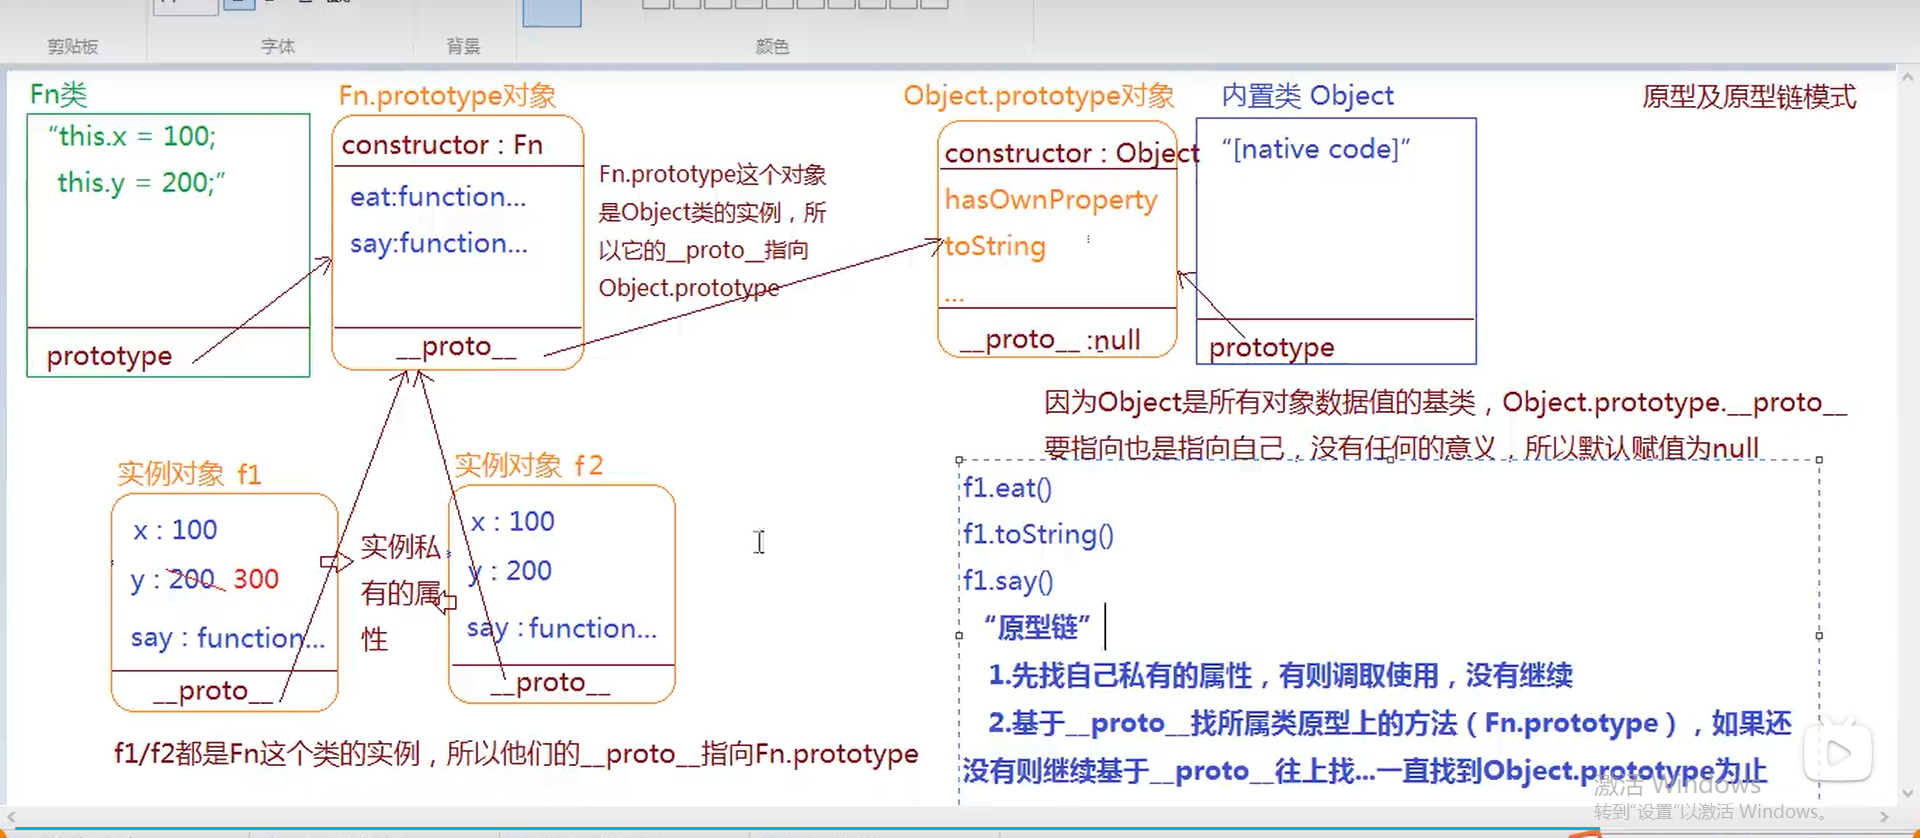 剪贴板
字体
背景
颜色
Fn类
“this.x = 100;
this.y = 200;”
prototype
Fn.prototype对象
constructor : Fn
eat:function...
say:function...
__proto__
Fn.prototype这个对象
是Object类的实例，所
以它的__proto__指向
Object.prototype
Object.prototype对象
constructor : Object
hasOwnProperty
toString
...
__proto__ :null
内置类 Object
“[native code]”
prototype
原型及原型链模式
因为Object是所有对象数据值的基类，Object.prototype.__proto__
要指向也是指向自己，没有任何的意义，所以默认赋值为null
实例对象 f1
x : 100
y : 200 300
say : function...
__proto__
实例私
有的属
性
实例对象 f2
x : 100
y : 200
say : function...
__proto__
f1/f2都是Fn这个类的实例，所以他们的__proto__指向Fn.prototype
f1.eat()
f1.toString()
f1.say()
“原型链”
1.先找自己私有的属性，有则调取使用，没有继续
2.基于__proto__找所属类原型上的方法（Fn.prototype），如果还
没有则继续基于__proto__往上找...一直找到Object.prototype为止
激活 Windows
转到“设置”以激活 Windows。